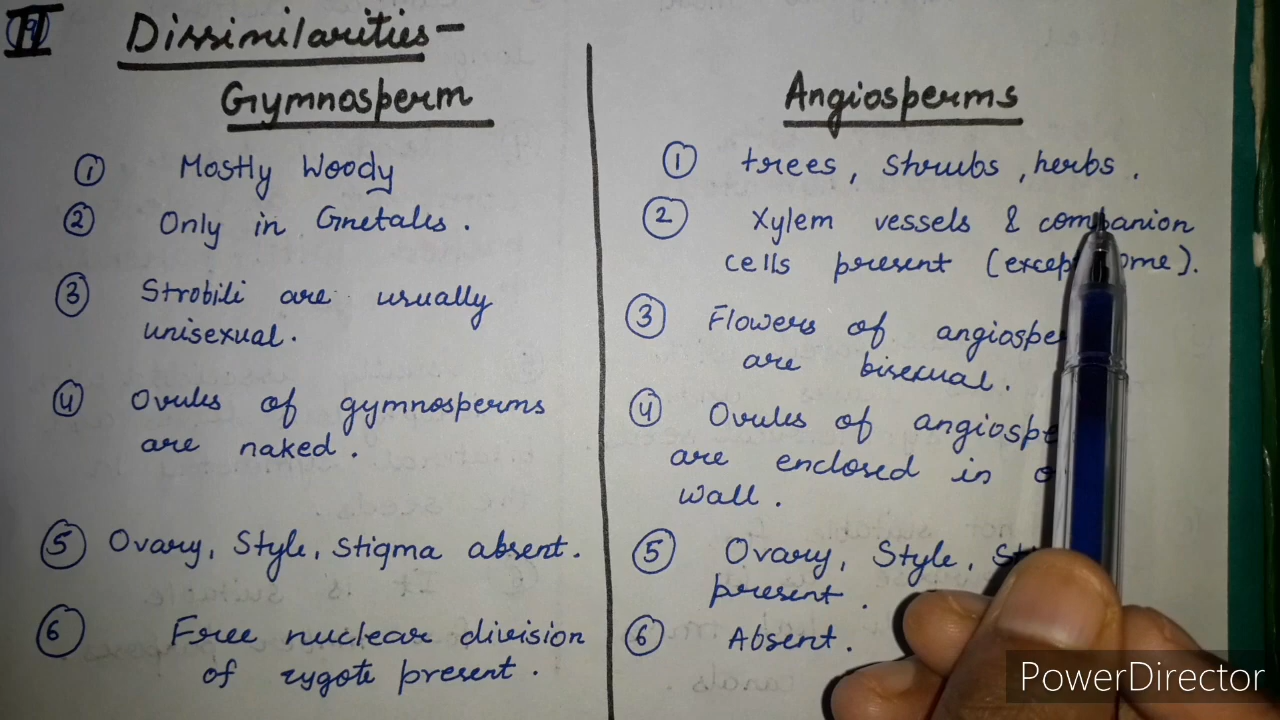 II Dissimilarities-
Gymnosperm
① Mostly Woody
② Only in Gnetales.
③ Strobili are usually
unisexual.
④ Ovules of gymnosperms
are naked.
⑤ Ovary, Style, Stigma absent.
⑥ Free nuclear division
of zygote present.
Angiosperms
① trees, shrubs, herbs.
② Xylem vessels & companion
cells present (except some).
③ Flowers of
are bisexual.
④ Ovules of
are enclosed in
wall.
⑤ Ovary, Style,
present.
⑥ Absent.
PowerDirector